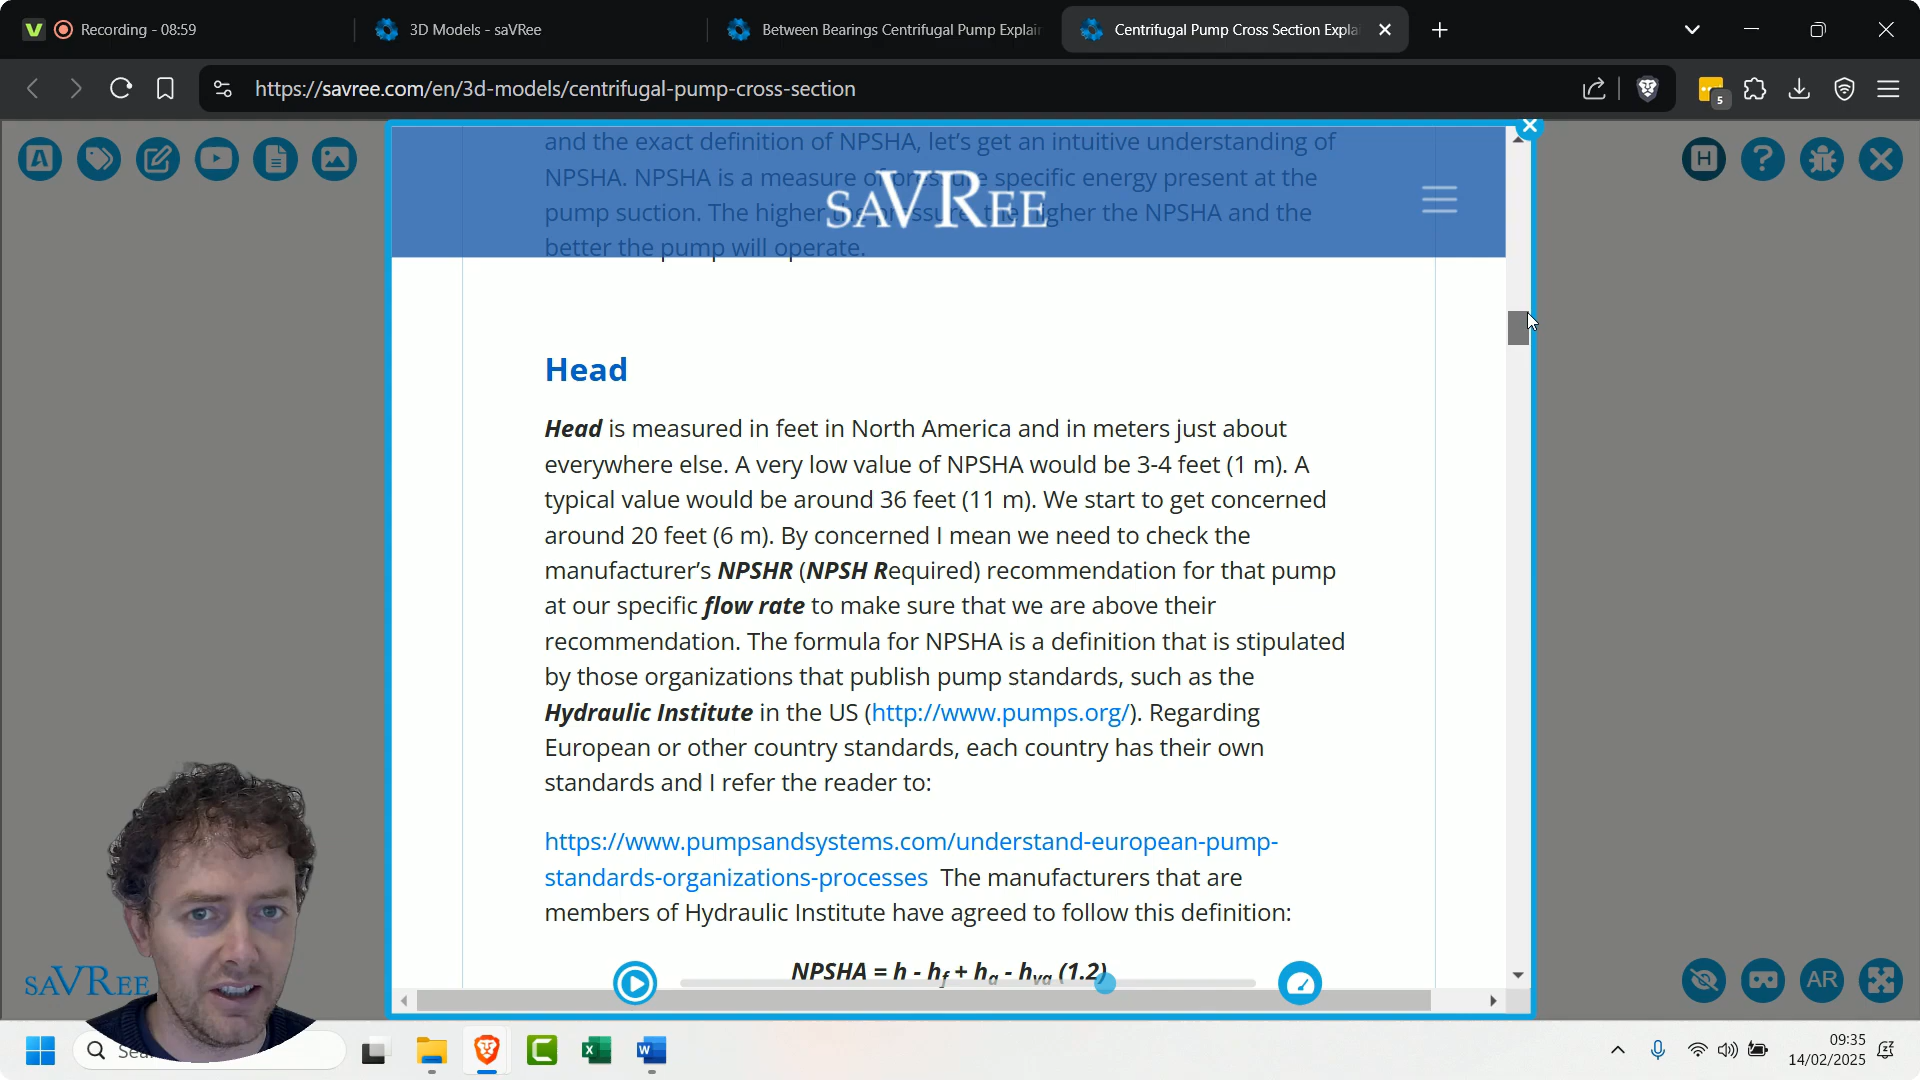 Recording - 08:59
3D Models - saVRee
Between Bearings Centrifugal Pump Explain
Centrifugal Pump Cross Section Expla
https://savree.com/en/3d-models/centrifugal-pump-cross-section
5
A
H
?
and the exact definition of NPSHA, let's get an intuitive understanding of
NPSHA. NPSHA is a measure of pressure specific energy present at the
pump suction. The higher the pressure, the higher the NPSHA and the
better the pump will operate.
saVRee
Head
Head is measured in feet in North America and in meters just about
everywhere else. A very low value of NPSHA would be 3-4 feet (1 m). A
typical value would be around 36 feet (11 m). We start to get concerned
around 20 feet (6 m). By concerned I mean we need to check the
manufacturer's NPSHR (NPSH Required) recommendation for that pump
at our specific flow rate to make sure that we are above their
recommendation. The formula for NPSHA is a definition that is stipulated
by those organizations that publish pump standards, such as the
Hydraulic Institute in the US (http://www.pumps.org/). Regarding
European or other country standards, each country has their own
standards and I refer the reader to:
https://www.pumpsandsystems.com/understand-european-pump-
standards-organizations-processes The manufacturers that are
members of Hydraulic Institute have agreed to follow this definition:
NPSHA = h - hf + ha - hva (1.2)
saVRee
AR
Sea
09:35
14/02/2025